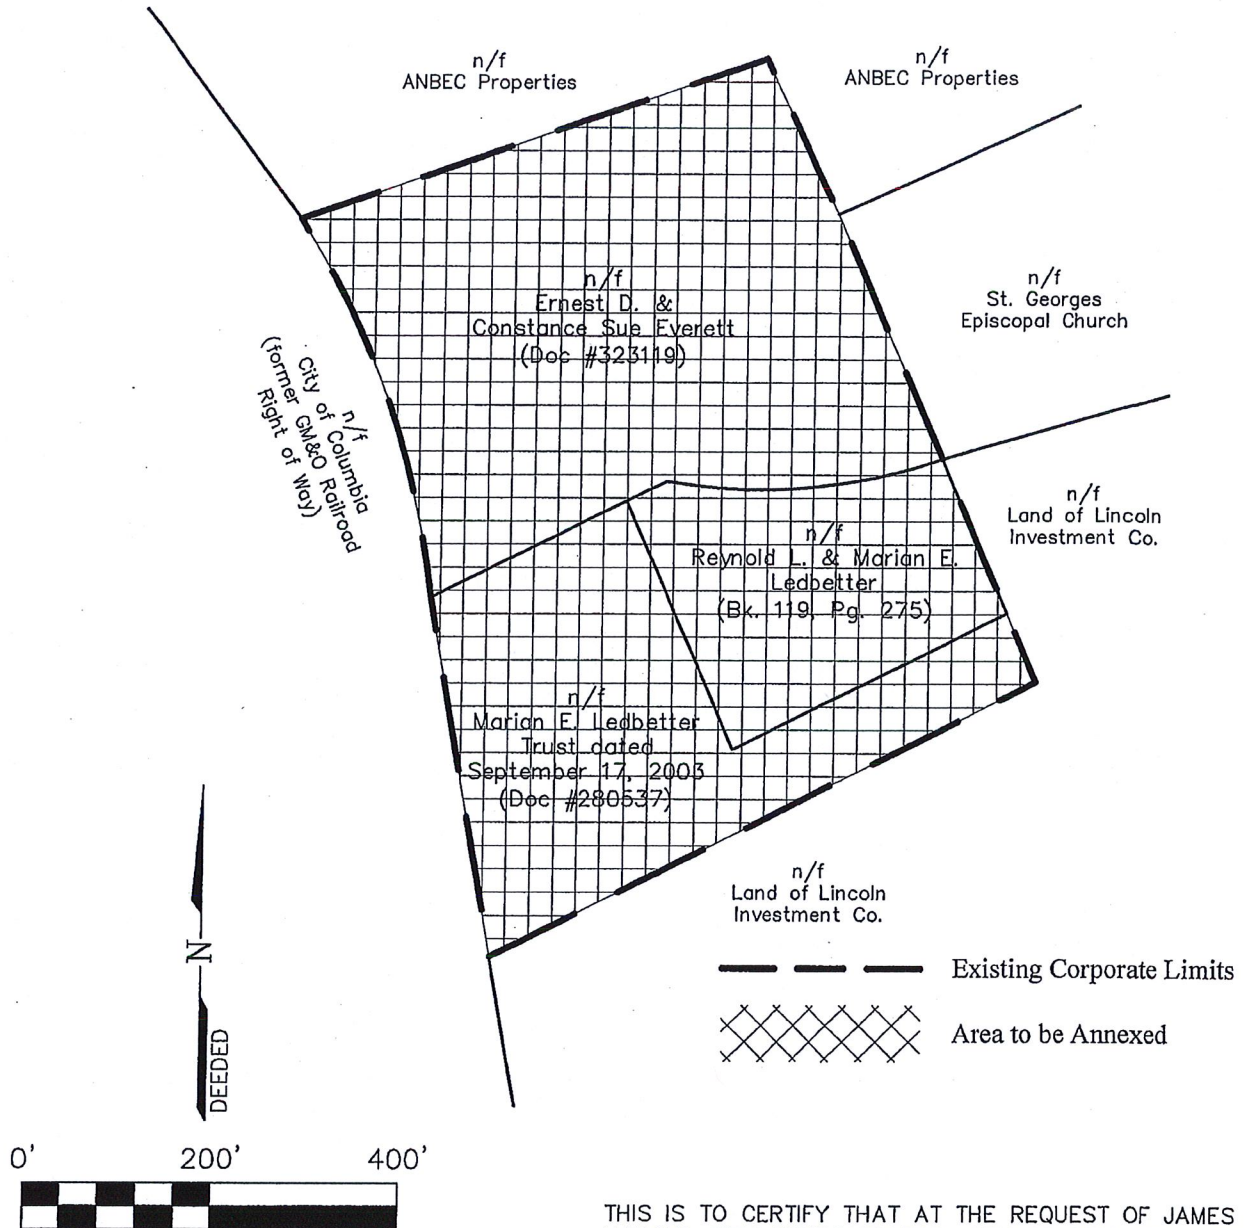 n/f
ANBEC Properties
n/f
ANBEC Properties
n/f
Ernest D. &
Constance Sue Everett
(Doc #323119)
n/f
St. Georges
Episcopal Church
n/f
City of Columbia
(former GM&O Railroad
Right of Way)
n/f
Land of Lincoln
Investment Co.
n/f
Reynold L. & Marian E.
Ledbetter
(Bk. 119, Pg. 275)
n/f
Marian E. Ledbetter
Trust dated
September 17, 2003
(Doc #280537)
n/f
Land of Lincoln
Investment Co.
N
DEEDED
Existing Corporate Limits
Area to be Annexed
0' 200' 400'
THIS IS TO CERTIFY THAT AT THE REQUEST OF JAMES